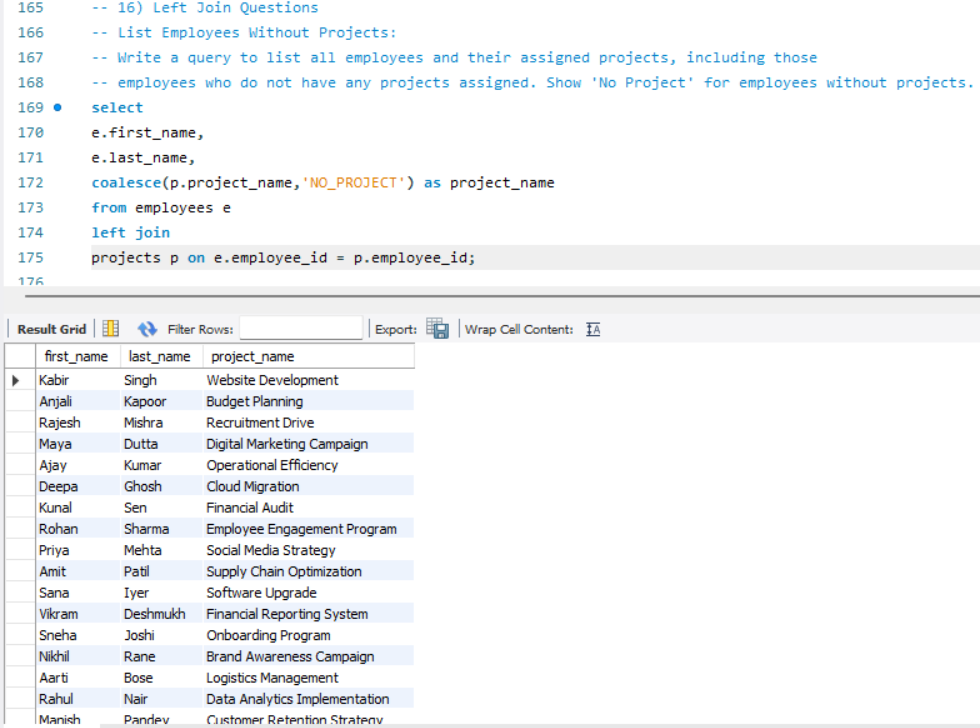 165 -- 16) Left Join Questions
166 -- List Employees Without Projects:
167 -- Write a query to list all employees and their assigned projects, including those
168 -- employees who do not have any projects assigned. Show 'No Project' for employees without projects.
169 select
170 e.first_name,
171 e.last_name,
172 coalesce(p.project_name,'NO_PROJECT') as project_name
173 from employees e
174 left join
175 projects p on e.employee_id = p.employee_id;
176
Result Grid Filter Rows: Export: Wrap Cell Content: IA
first_name last_name project_name
Kabir Singh Website Development
Anjali Kapoor Budget Planning
Rajesh Mishra Recruitment Drive
Maya Dutta Digital Marketing Campaign
Ajay Kumar Operational Efficiency
Deepa Ghosh Cloud Migration
Kunal Sen Financial Audit
Rohan Sharma Employee Engagement Program
Priya Mehta Social Media Strategy
Amit Patil Supply Chain Optimization
Sana Iyer Software Upgrade
Vikram Deshmukh Financial Reporting System
Sneha Joshi Onboarding Program
Nikhil Rane Brand Awareness Campaign
Aarti Bose Logistics Management
Rahul Nair Data Analytics Implementation
Manish Pandey Customer Retention Strategy